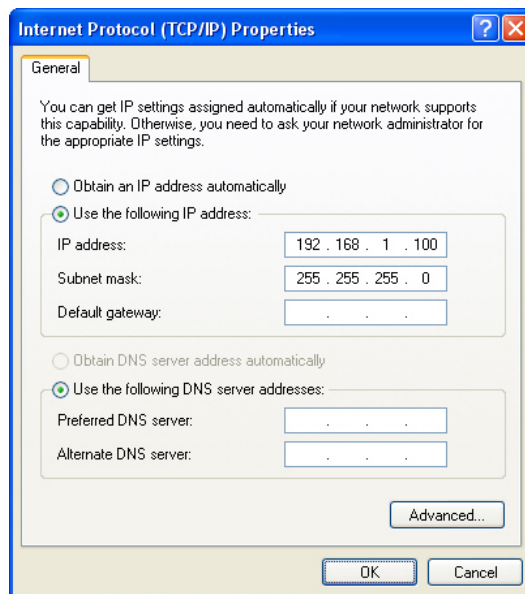 Internet Protocol (TCP/IP) Properties
General
You can get IP settings assigned automatically if your network supports
this capability. Otherwise, you need to ask your network administrator for
the appropriate IP settings.
Obtain an IP address automatically
Use the following IP address:
IP address: 192 . 168 . 1 . 100
Subnet mask: 255 . 255 . 255 . 0
Default gateway: . . .
Obtain DNS server address automatically
Use the following DNS server addresses:
Preferred DNS server: . . .
Alternate DNS server: . . .
Advanced...
OK Cancel